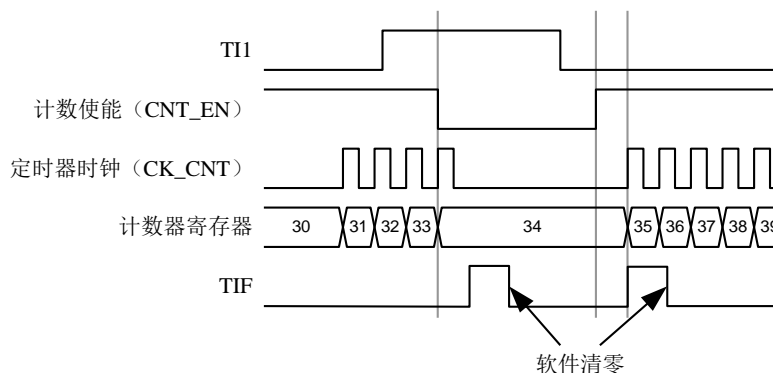 TI1
计数使能（CNT_EN）
定时器时钟（CK_CNT）
计数器寄存器 30 31 32 33 34 35 36 37 38 39
TIF
软件清零